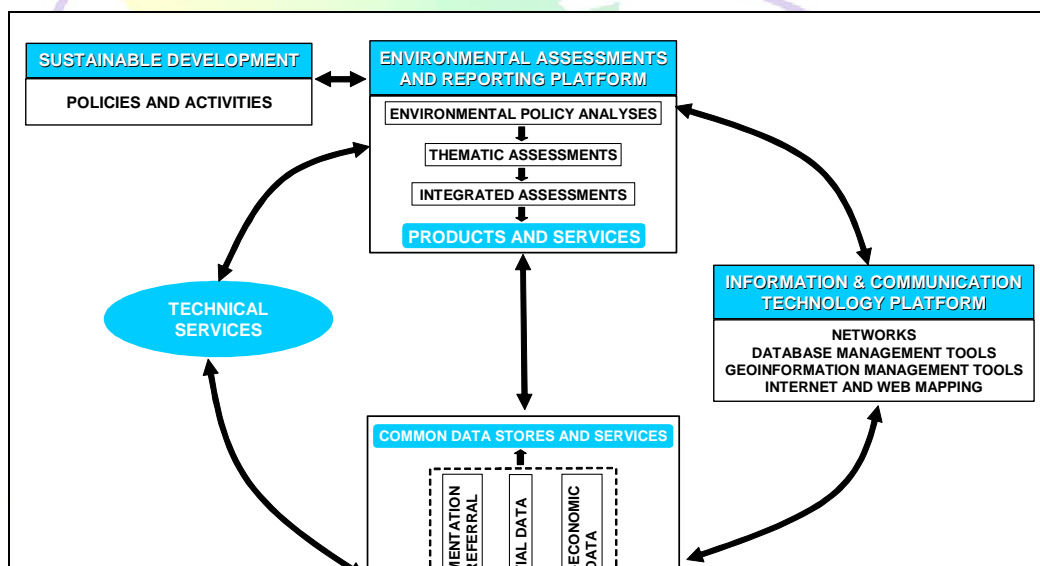 SUSTAINABLE DEVELOPMENT
POLICIES AND ACTIVITIES
ENVIRONMENTAL ASSESSMENTS
AND REPORTING PLATFORM
ENVIRONMENTAL POLICY ANALYSES
THEMATIC ASSESSMENTS
INTEGRATED ASSESSMENTS
PRODUCTS AND SERVICES
TECHNICAL
SERVICES
INFORMATION & COMMUNICATION
TECHNOLOGY PLATFORM
NETWORKS
DATABASE MANAGEMENT TOOLS
GEOINFORMATION MANAGEMENT TOOLS
INTERNET AND WEB MAPPING
COMMON DATA STORES AND SERVICES
REFERRAL
DATA
DATA